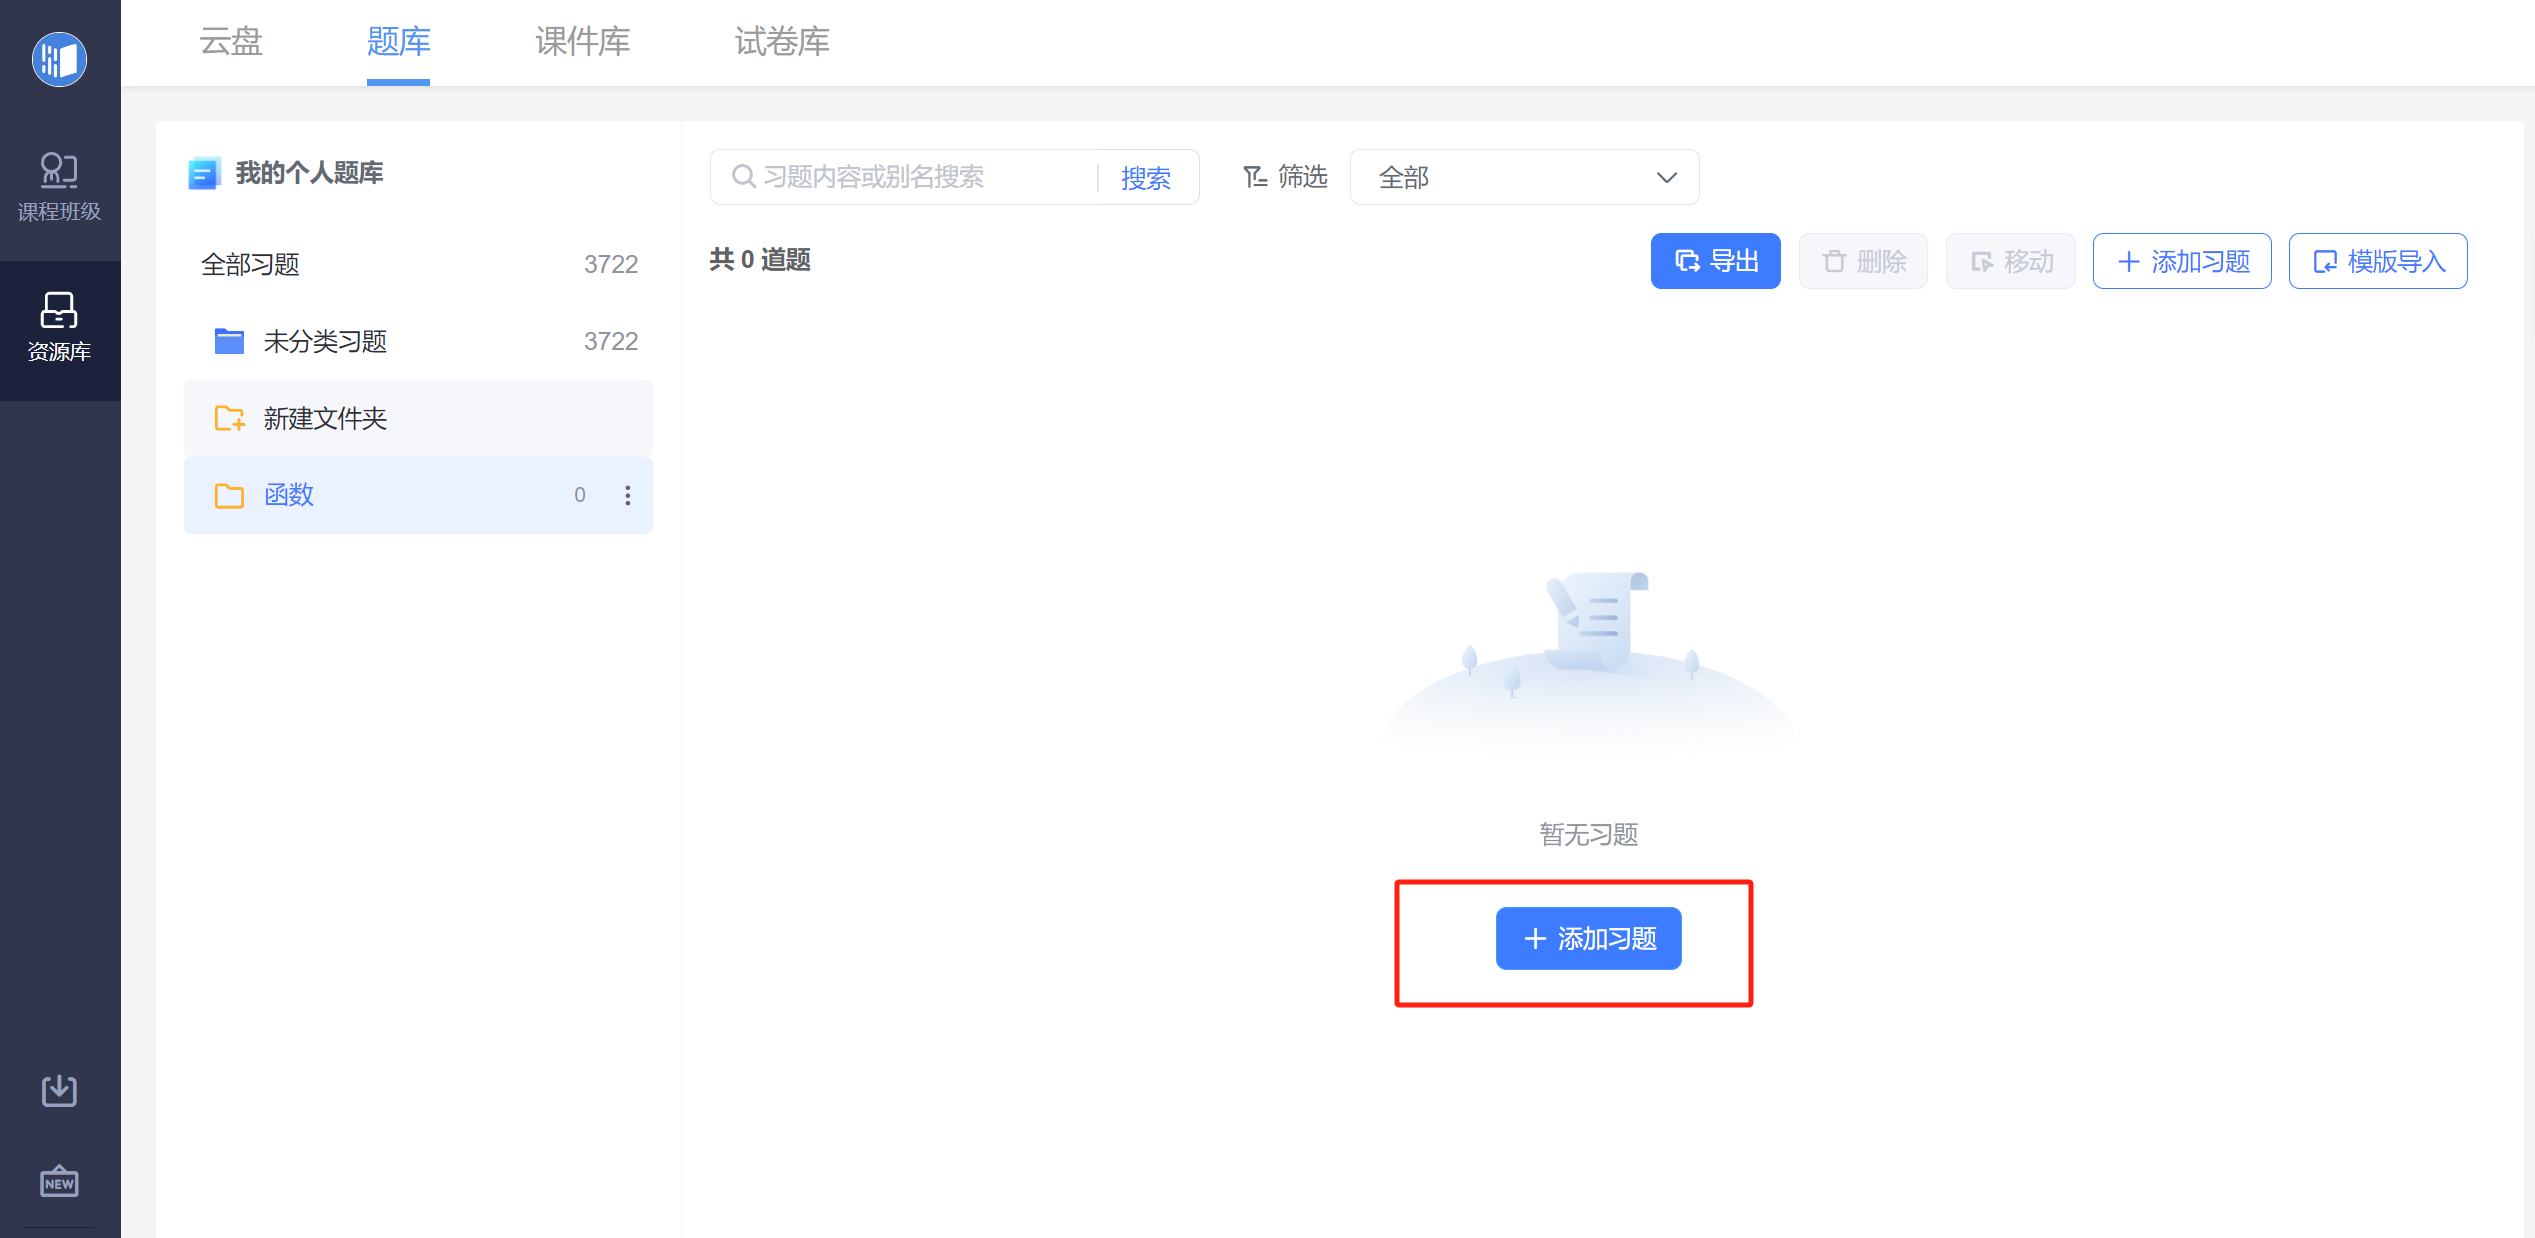 云盘
题库
课件库
试卷库
课程班级
资源库
NEW
我的个人题库
全部习题 3722
未分类习题 3722
新建文件夹
函数 0
习题内容或别名搜索 搜索
筛选 全部
共 0 道题
导出
删除
移动
添加习题
模版导入
暂无习题
添加习题